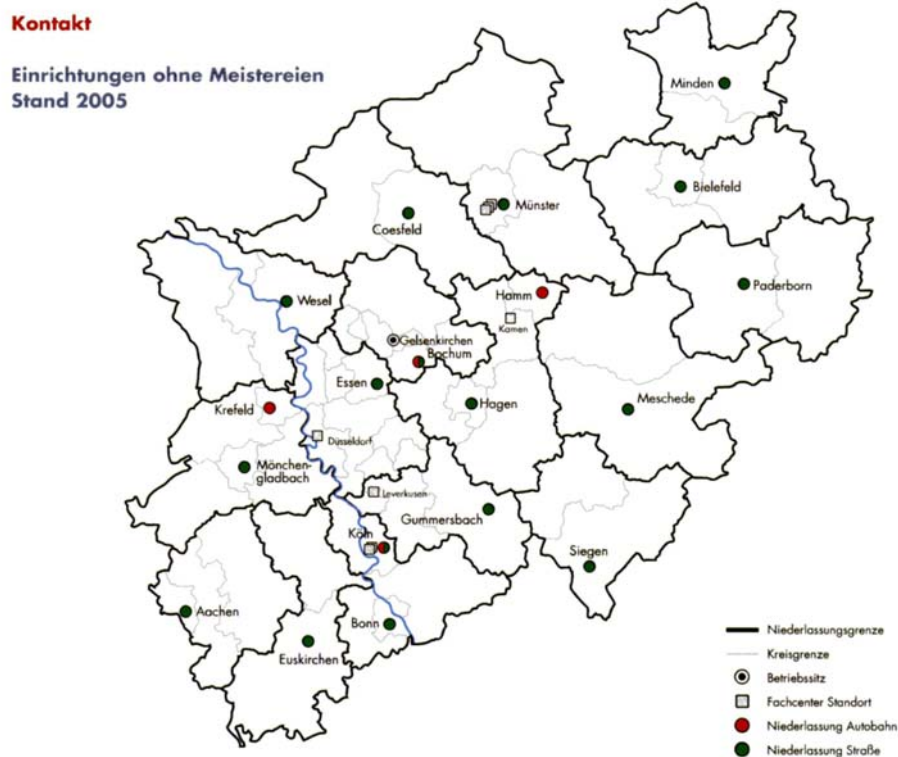 Kontakt
Einrichtungen ohne Meistereien
Stand 2005
Minden
Bielefeld
Münster
Coesfeld
Paderborn
Wesel
Hamm
Kamen
Gelsenkirchen
Bochum
Essen
Krefeld
Hagen
Meschede
Düsseldorf
Mönchen-
gladbach
Leverkusen
Gummersbach
Köln
Siegen
Aachen
Bonn
Euskirchen
Niederlassungsgrenze
Kreisgrenze
Betriebssitz
Fachcenter Standort
Niederlassung Autobahn
Niederlassung Straße